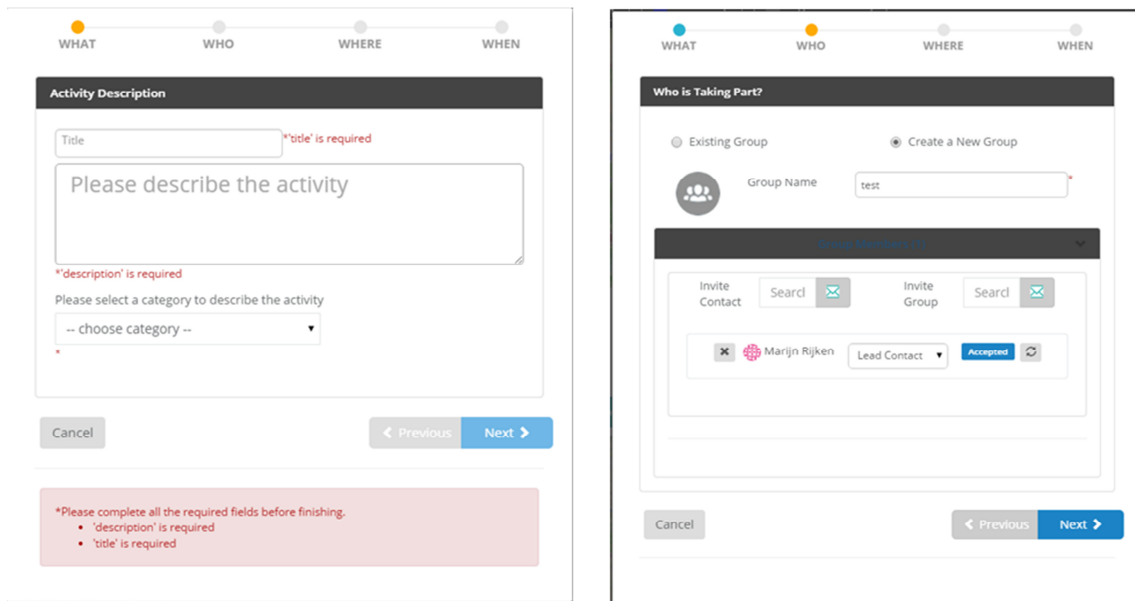 WHAT WHO WHERE WHEN
Activity Description
Title *'title' is required
Please describe the activity
*'description' is required
Please select a category to describe the activity
-- choose category --
*
Cancel Previous Next
*Please complete all the required fields before finishing.
'description' is required
'title' is required
WHAT WHO WHERE WHEN
Who is Taking Part?
Existing Group Create a New Group
Group Name test *
Invite Contact Searcl Invite Group Searcl
Marijn Rijken Lead Contact Accepted
Cancel Previous Next